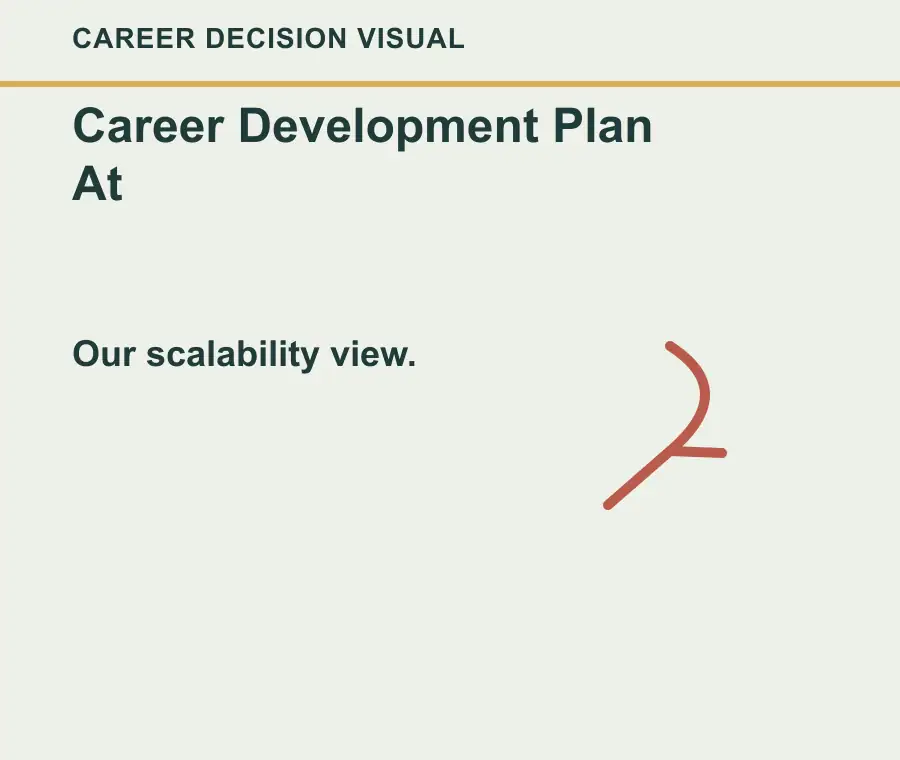 CAREER DECISION VISUAL
Career Development Plan
At
Our scalability view.